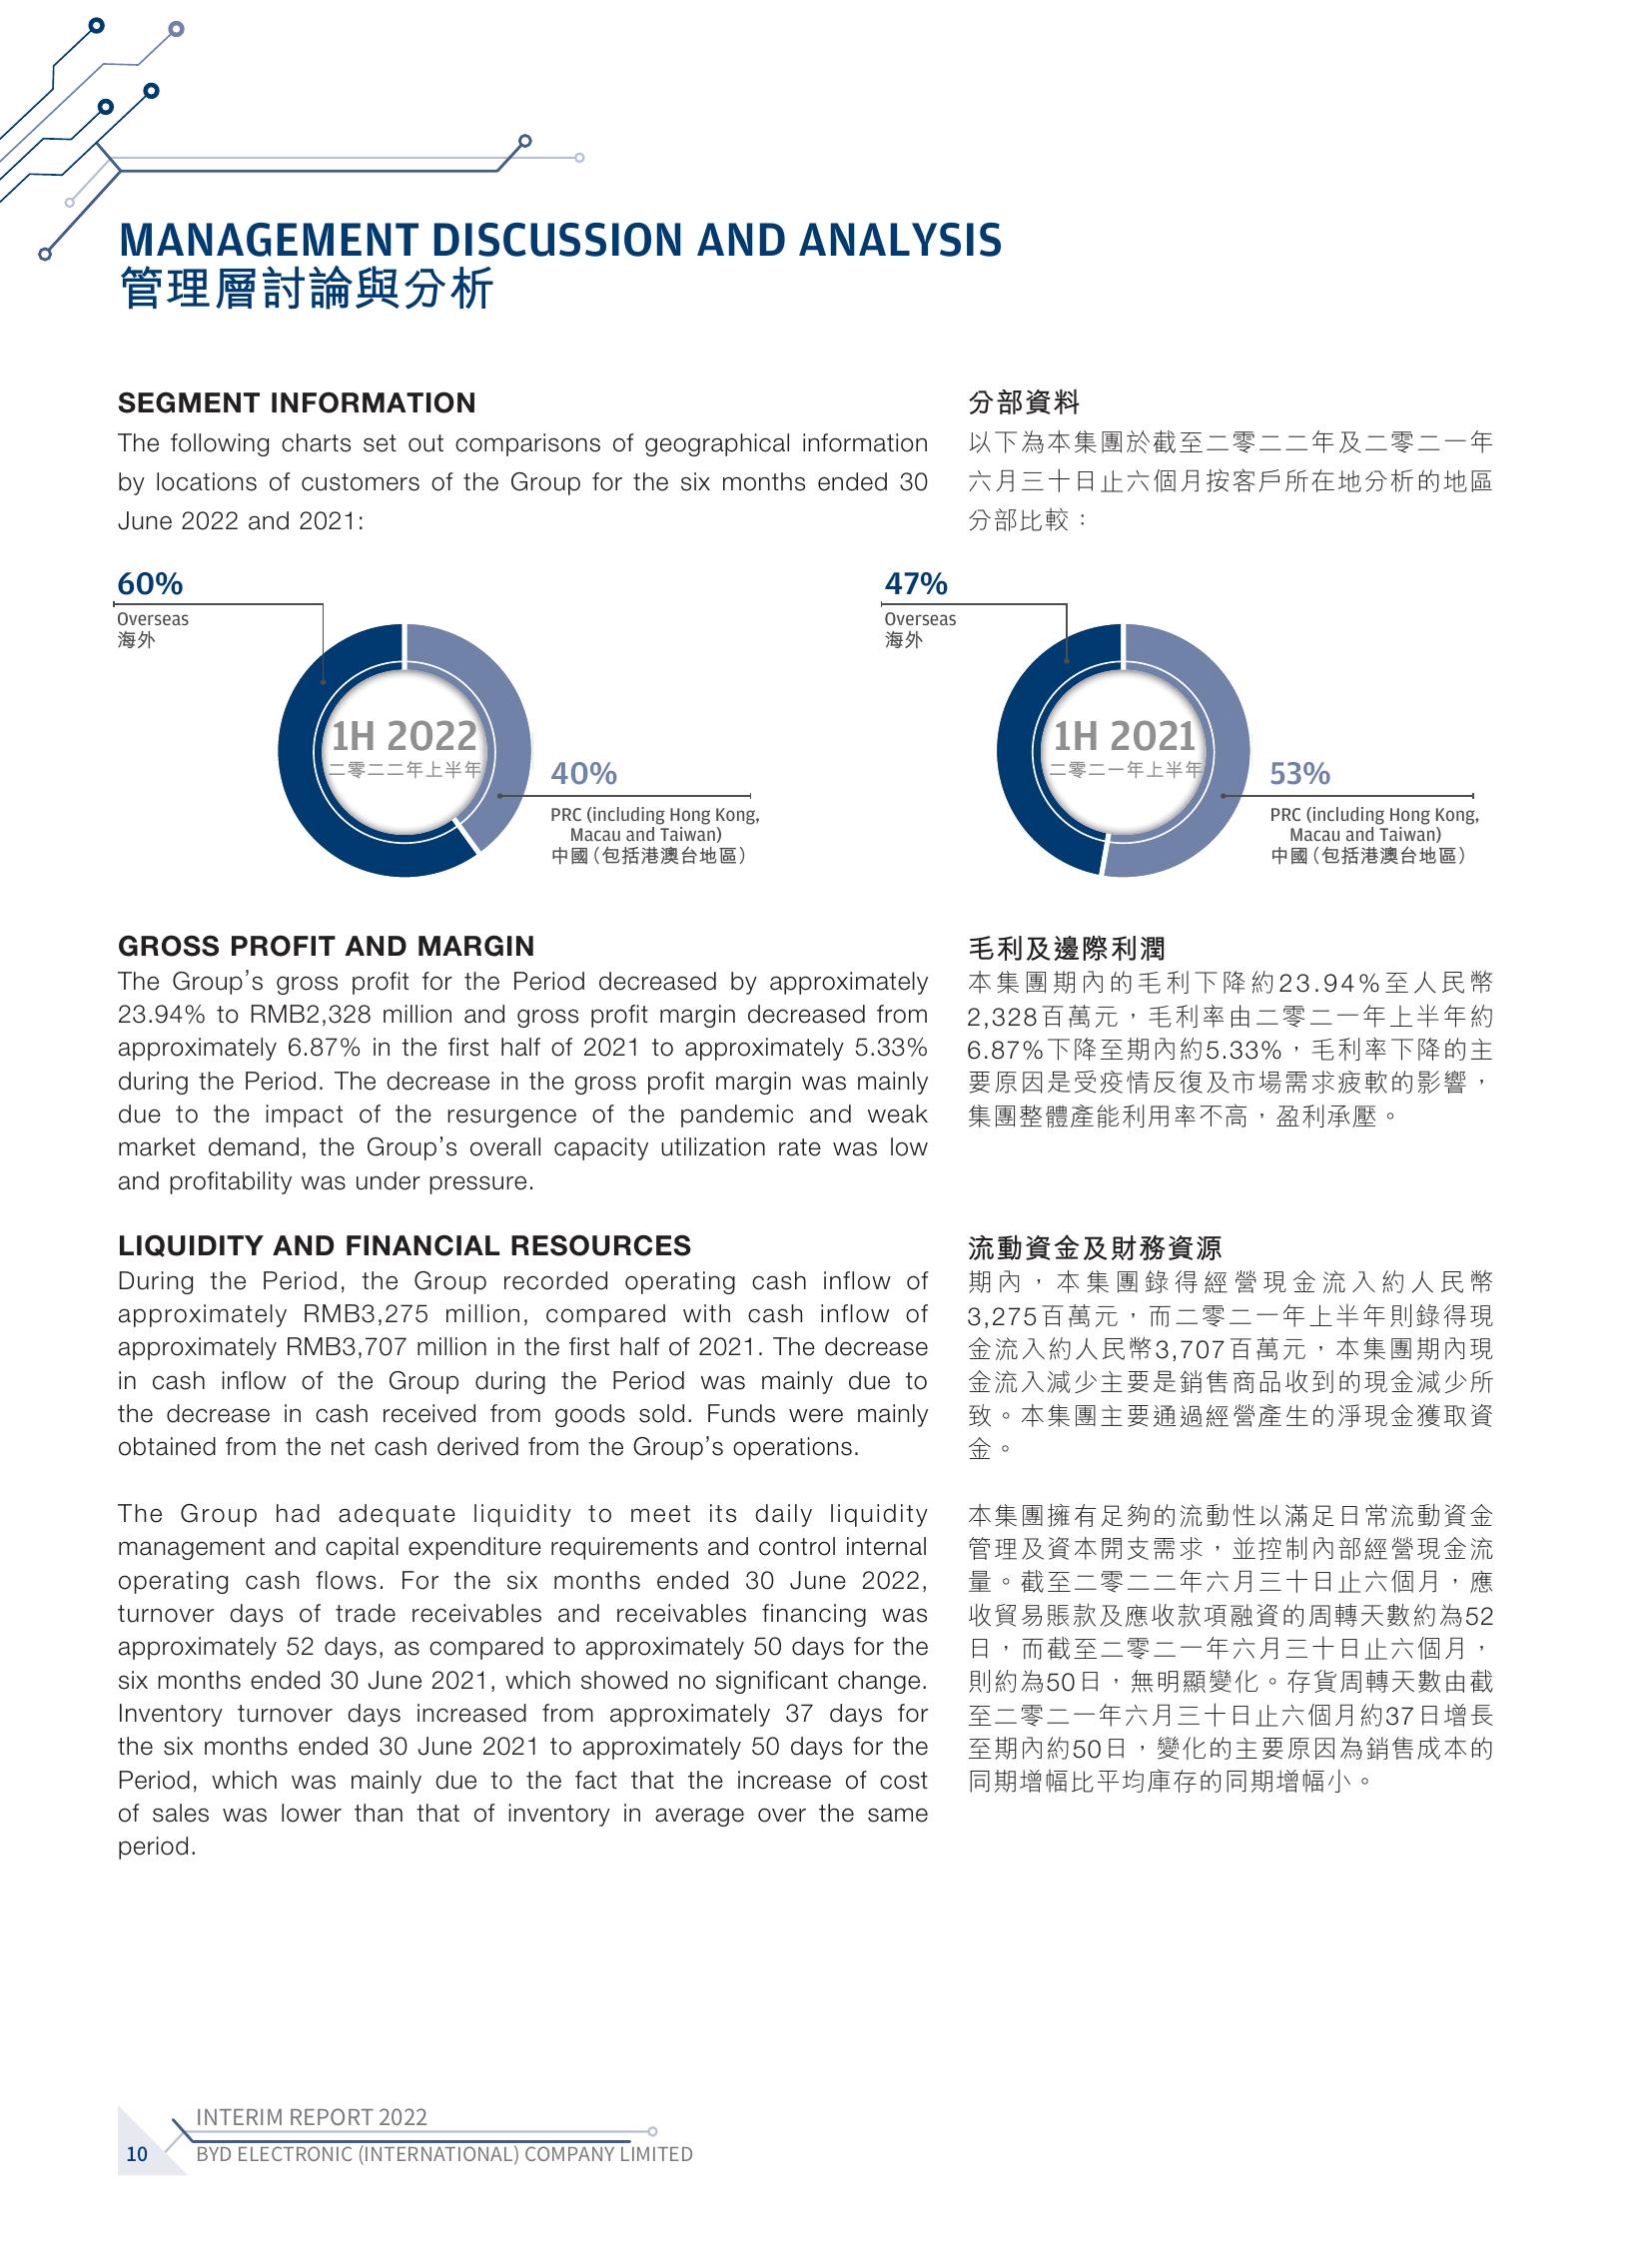 MANAGEMENT DISCUSSION AND ANALYSIS
管理層討論與分析
SEGMENT INFORMATION
The following charts set out comparisons of geographical information
by locations of customers of the Group for the six months ended 30
June 2022 and 2021:
分部資料
以下為本集團於截至二零二二年及二零二一年
六月三十日止六個月按客戶所在地分析的地區
分部比較：
60%
Overseas
海外
1H 2022
二零二二年上半年
40%
PRC (including Hong Kong,
Macau and Taiwan)
中國（包括港澳台地區）
47%
Overseas
海外
1H 2021
二零二一年上半年
53%
PRC (including Hong Kong,
Macau and Taiwan)
中國（包括港澳台地區）
GROSS PROFIT AND MARGIN
The Group’s gross profit for the Period decreased by approximately
23.94% to RMB2,328 million and gross profit margin decreased from
approximately 6.87% in the first half of 2021 to approximately 5.33%
during the Period. The decrease in the gross profit margin was mainly
due to the impact of the resurgence of the pandemic and weak
market demand, the Group’s overall capacity utilization rate was low
and profitability was under pressure.
毛利及邊際利潤
本集團期內的毛利下降約23.94%至人民幣
2,328百萬元，毛利率由二零二一年上半年約
6.87%下降至期內約5.33%，毛利率下降的主
要原因是受疫情反復及市場需求疲軟的影響，
集團整體產能利用率不高，盈利承壓。
LIQUIDITY AND FINANCIAL RESOURCES
During the Period, the Group recorded operating cash inflow of
approximately RMB3,275 million, compared with cash inflow of
approximately RMB3,707 million in the first half of 2021. The decrease
in cash inflow of the Group during the Period was mainly due to
the decrease in cash received from goods sold. Funds were mainly
obtained from the net cash derived from the Group’s operations.
流動資金及財務資源
期內，本集團錄得經營現金流入約人民幣
3,275百萬元，而二零二一年上半年則錄得現
金流入約人民幣3,707百萬元，本集團期內現
金流入減少主要是銷售商品收到的現金減少所
致。本集團主要通過經營產生的淨現金獲取資
金。
The Group had adequate liquidity to meet its daily liquidity
management and capital expenditure requirements and control internal
operating cash flows. For the six months ended 30 June 2022,
turnover days of trade receivables and receivables financing was
approximately 52 days, as compared to approximately 50 days for the
six months ended 30 June 2021, which showed no significant change.
Inventory turnover days increased from approximately 37 days for
the six months ended 30 June 2021 to approximately 50 days for the
Period, which was mainly due to the fact that the increase of cost
of sales was lower than that of inventory in average over the same
period.
本集團擁有足夠的流動性以滿足日常流動資金
管理及資本開支需求，並控制內部經營現金流
量。截至二零二二年六月三十日止六個月，應
收貿易賬款及應收款項融資的周轉天數約為52
日，而截至二零二一年六月三十日止六個月，
則約為50日，無明顯變化。存貨周轉天數由截
至二零二一年六月三十日止六個月約37日增長
至期內約50日，變化的主要原因為銷售成本的
同期增幅比平均庫存的同期增幅小。
INTERIM REPORT 2022
10
BYD ELECTRONIC (INTERNATIONAL) COMPANY LIMITED